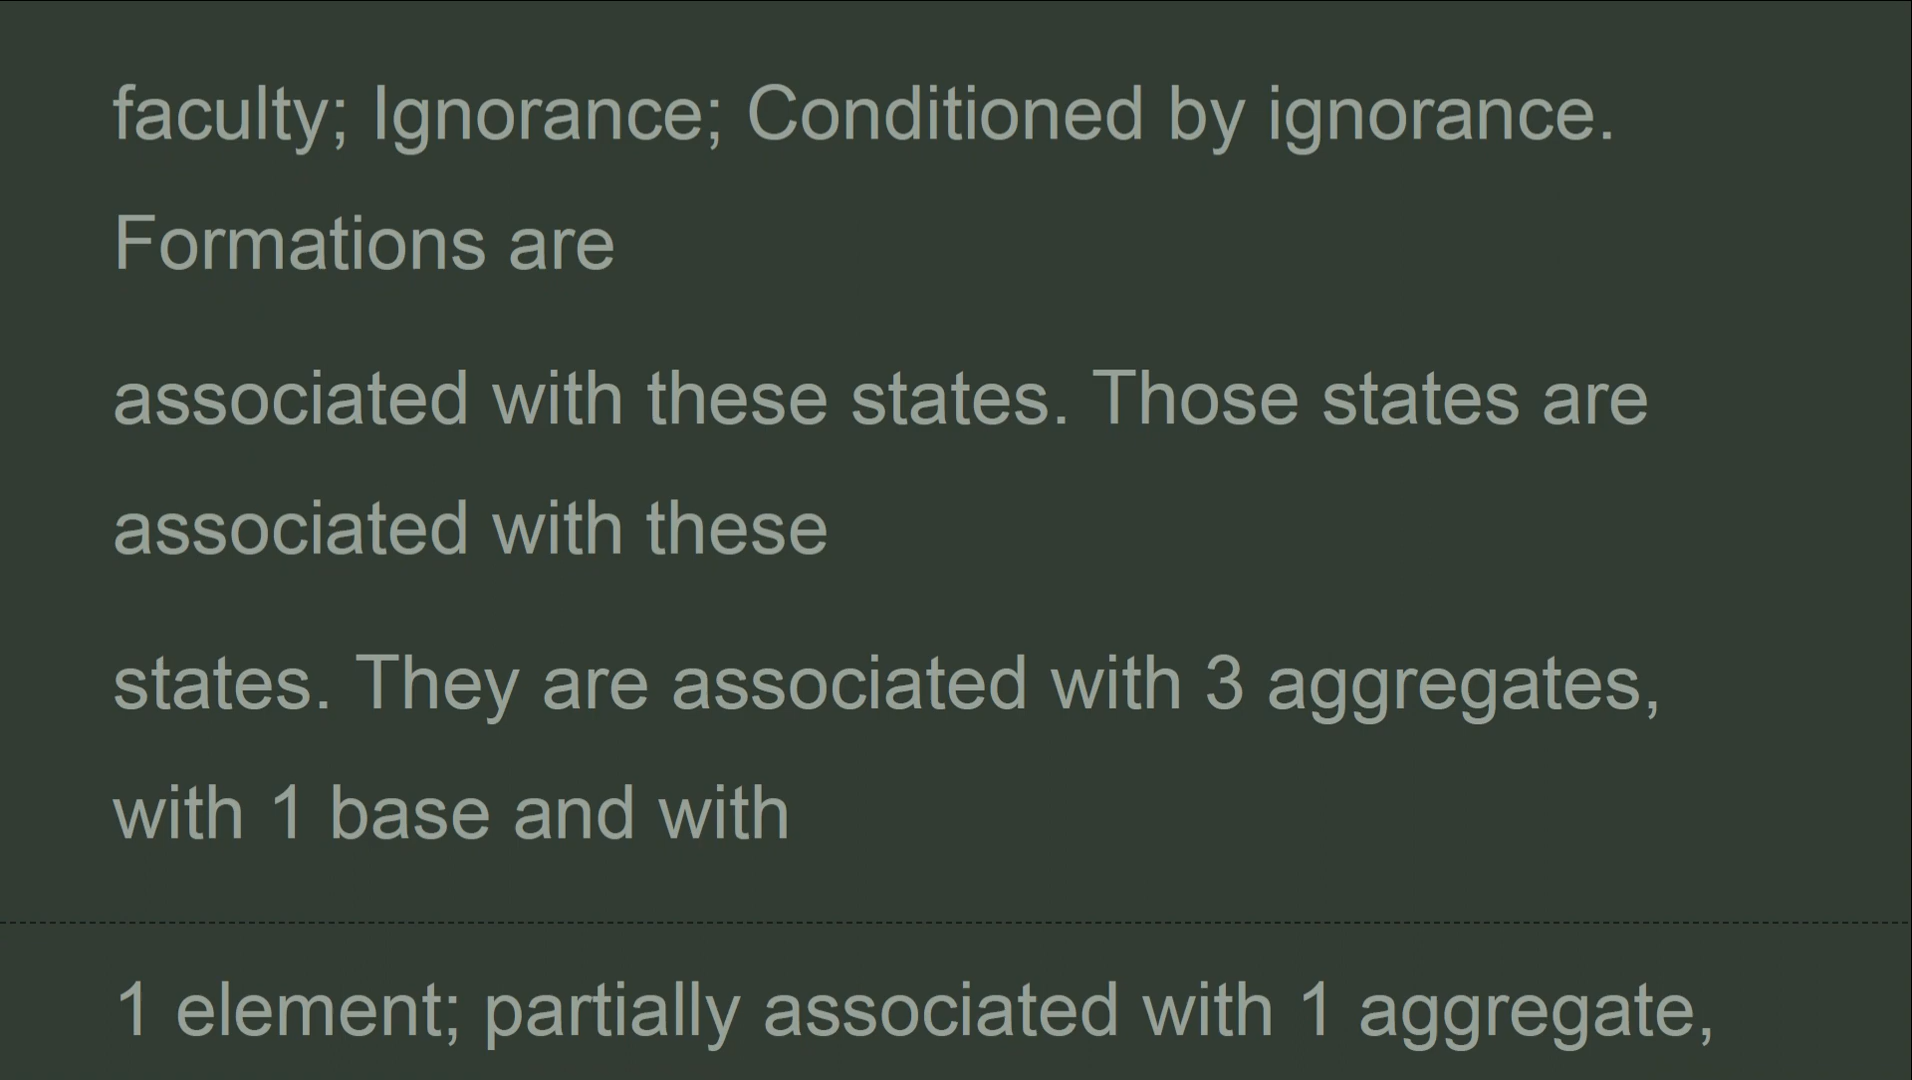 faculty; Ignorance; Conditioned by ignorance.
Formations are
associated with these states. Those states are
associated with these
states. They are associated with 3 aggregates,
with 1 base and with
1 element; partially associated with 1 aggregate,